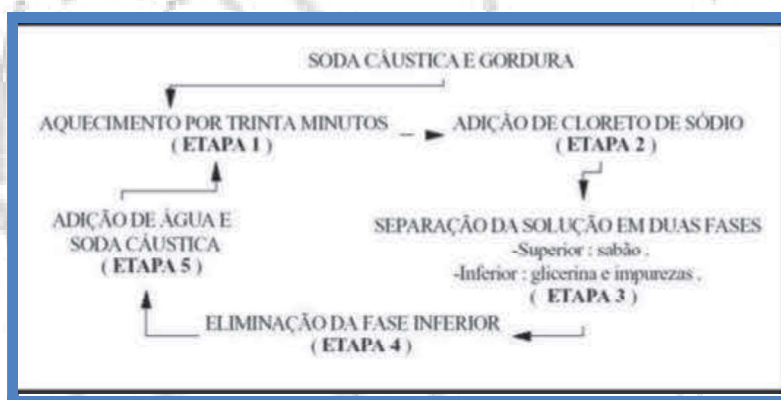 SODA CÁUSTICA E GORDURA
AQUECIMENTO POR TRINTA MINUTOS
( ETAPA 1 )
ADIÇÃO DE CLORETO DE SÓDIO
( ETAPA 2 )
SEPARAÇÃO DA SOLUÇÃO EM DUAS FASES
-Superior : sabão .
-Inferior : glicerina e impurezas .
( ETAPA 3 )
ELIMINAÇÃO DA FASE INFERIOR
( ETAPA 4 )
ADIÇÃO DE ÁGUA E
SODA CÁUSTICA
( ETAPA 5 )